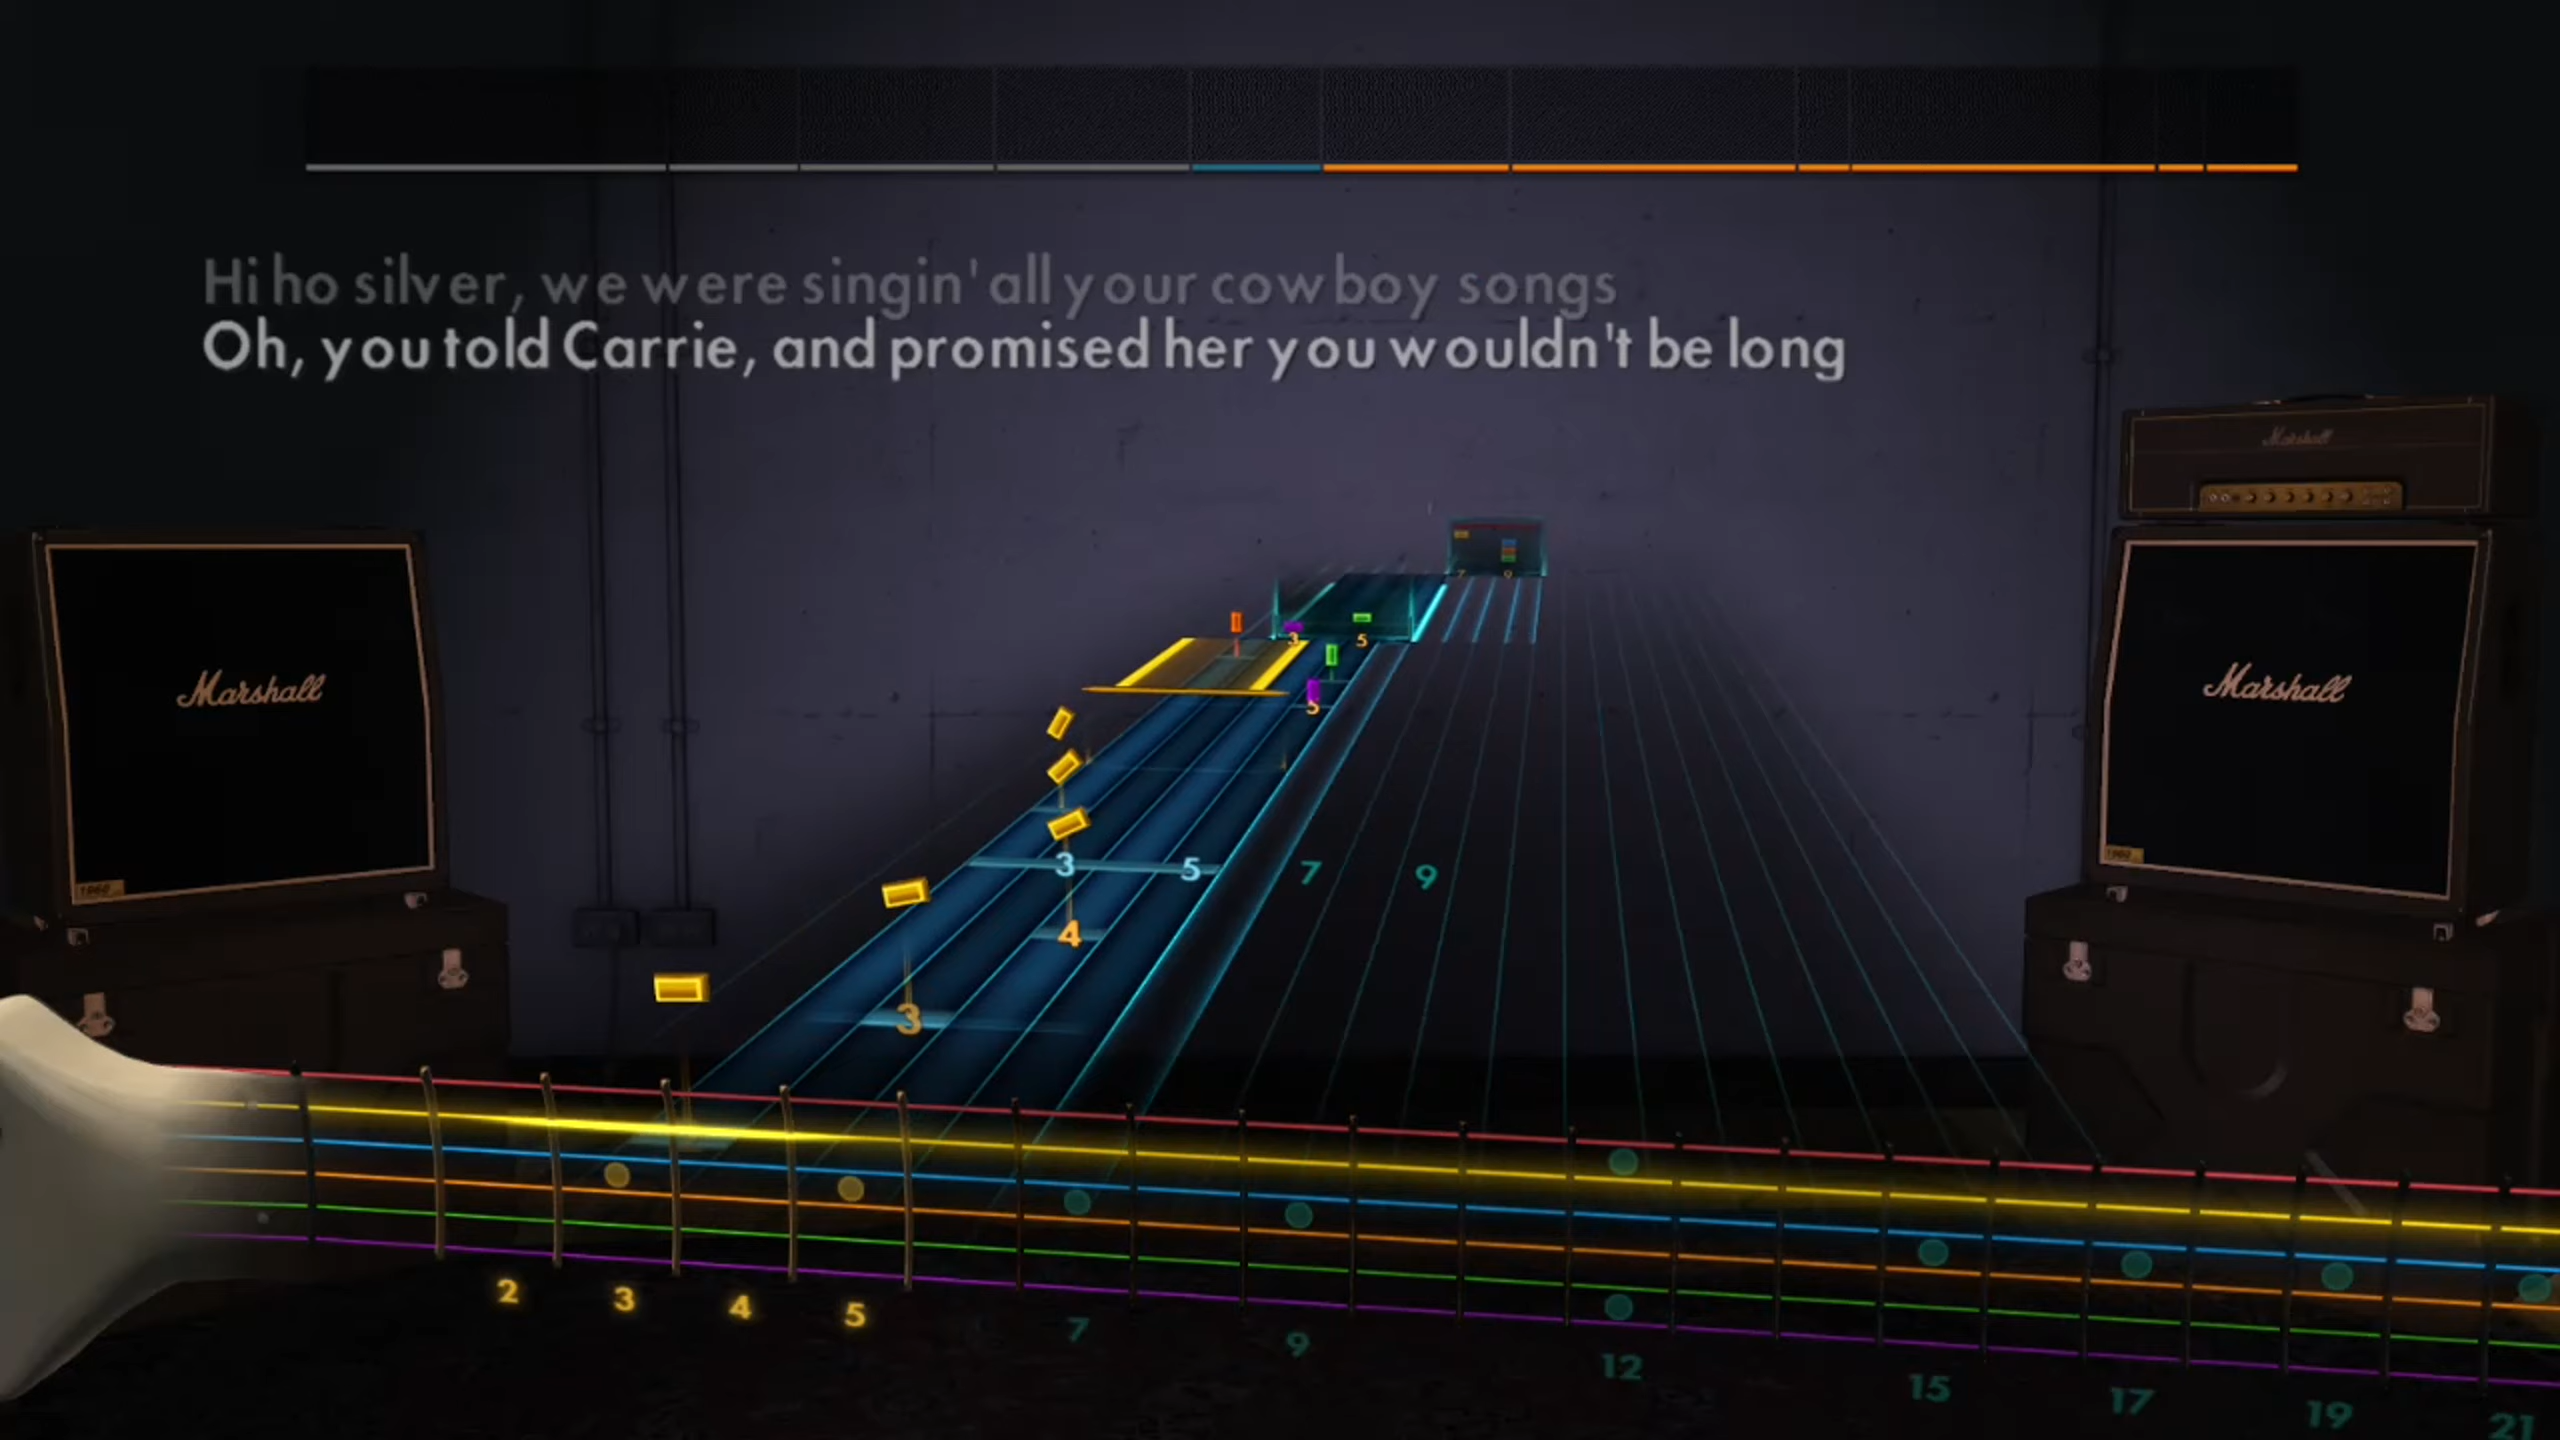 Hi ho silver, we were singin' all your cowboy songs
Oh, you told Carrie, and promised her you wouldn't be long
Marshall
Marshall
Marshall
1960
3 5
5
3 5 7 9
4
3
2 3 4 5 7 9 12 15 17 19 21